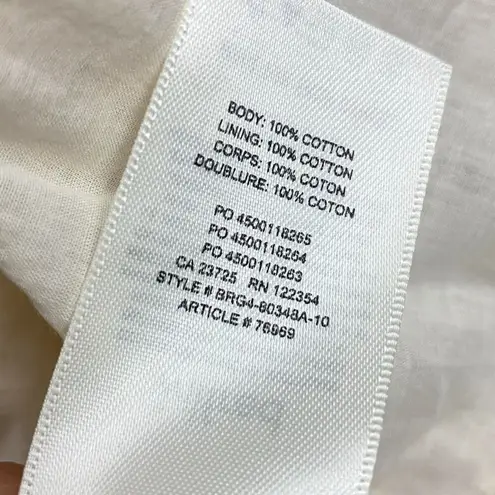 BODY: 100% COTTON
LINING: 100% COTTON
CORPS: 100% COTON
DOUBLURE: 100% COTON
PO 4500118265
PO 4500118264
PO 4500118263
CA 23725 RN 122354
STYLE # BRG4-80348A-10
ARTICLE # 76969